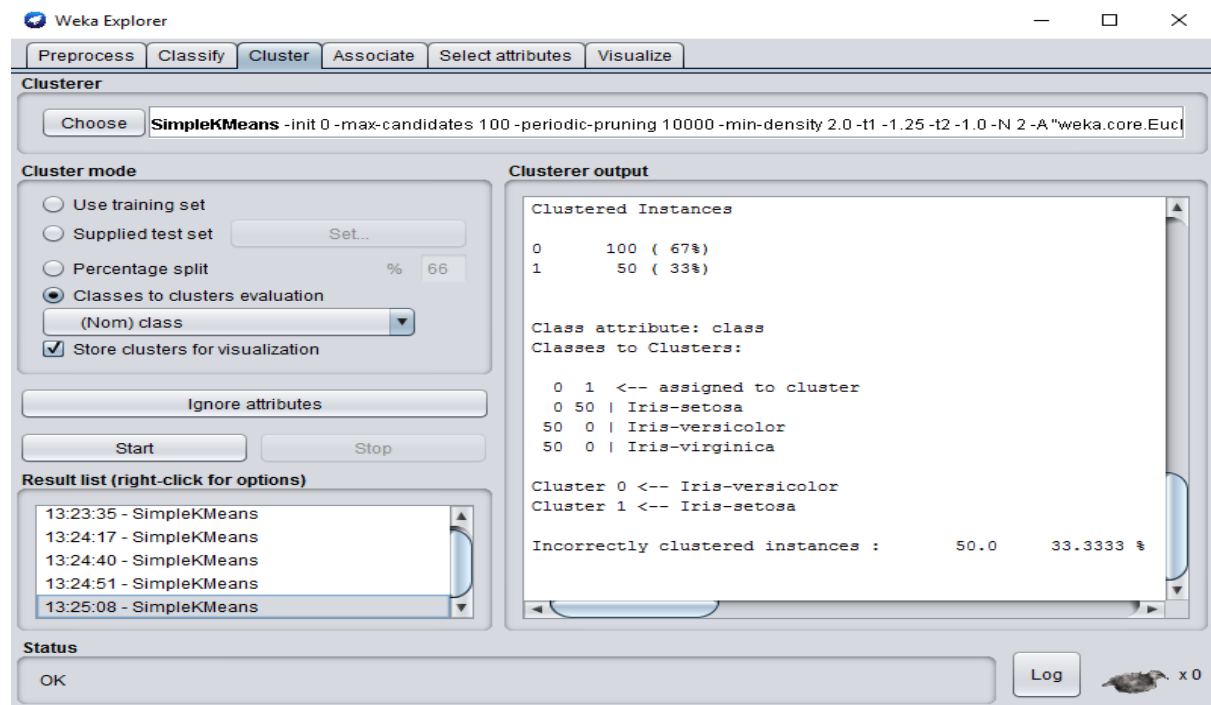 Weka Explorer
Preprocess Classify Cluster Associate Select attributes Visualize
Clusterer
Choose SimpleKMeans -init 0 -max-candidates 100 -periodic-pruning 10000 -min-density 2.0 -t1 -1.25 -t2 -1.0 -N 2 -A "weka.core.Eucl
Cluster mode
Use training set
Supplied test set Set...
Percentage split % 66
Classes to clusters evaluation
(Nom) class
Store clusters for visualization
Ignore attributes
Start Stop
Result list (right-click for options)
13:23:35 - SimpleKMeans
13:24:17 - SimpleKMeans
13:24:40 - SimpleKMeans
13:24:51 - SimpleKMeans
13:25:08 - SimpleKMeans
Clusterer output
Clustered Instances
0 100 ( 67%)
1 50 ( 33%)
Class attribute: class
Classes to Clusters:
0 1 <-- assigned to cluster
0 50 | Iris-setosa
50 0 | Iris-versicolor
50 0 | Iris-virginica
Cluster 0 <-- Iris-versicolor
Cluster 1 <-- Iris-setosa
Incorrectly clustered instances : 50.0 33.3333 %
Status
OK
Log x 0